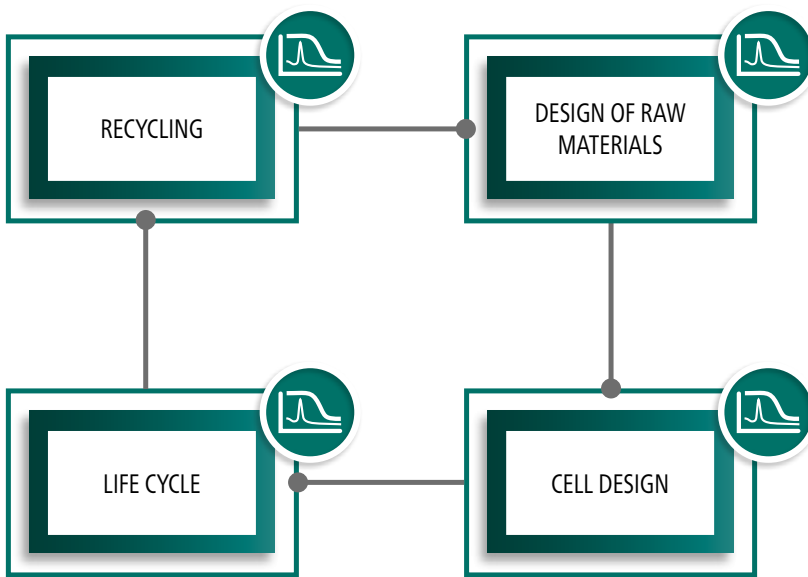 RECYCLING
DESIGN OF RAW
MATERIALS
LIFE CYCLE
CELL DESIGN